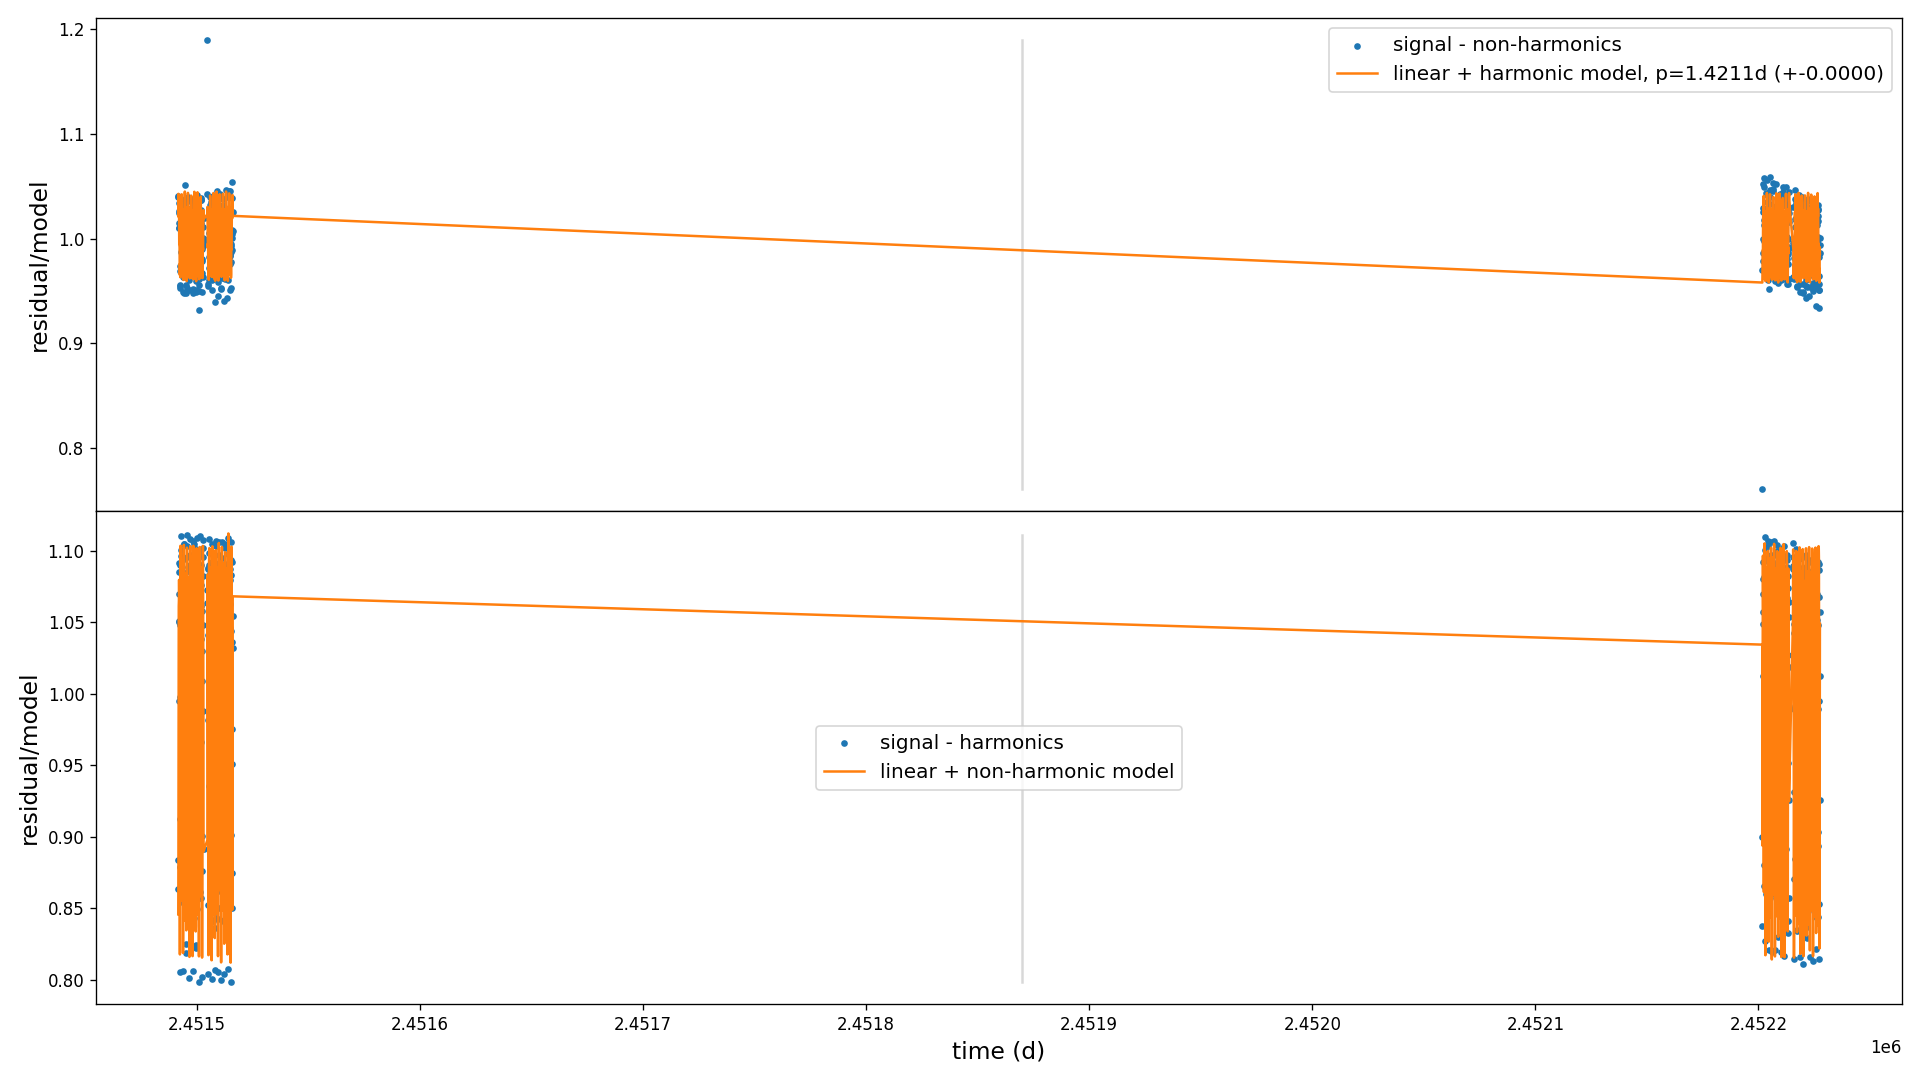 1.2
1.1
1.0
0.9
0.8
residual/model
signal - non-harmonics
linear + harmonic model, p=1.4211d (+-0.0000)
1.10
1.05
1.00
0.95
0.90
0.85
0.80
residual/model
signal - harmonics
linear + non-harmonic model
2.4515 2.4516 2.4517 2.4518 2.4519 2.4520 2.4521 2.4522
1e6
time (d)